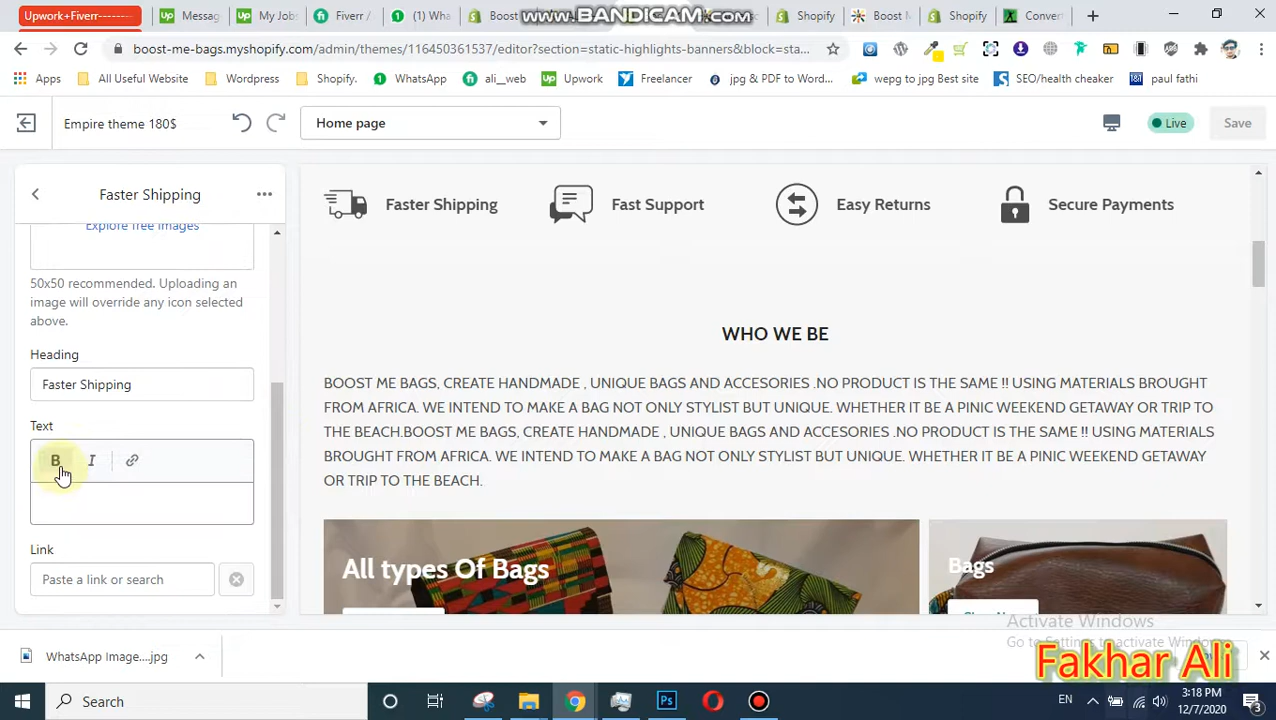 Upwork+Fiverr--------
Messag
My Jobs
Fiverr /
(1) Wha
Boost
www.BANDICAM.com
Shopify
Boost M
Shopify
Conver
boost-me-bags.myshopify.com/admin/themes/116450361537/editor?section=static-highlights-banners&block=sta...
Apps
All Useful Website
Wordpress
Shopify.
WhatsApp
ali__web
Upwork
Freelancer
jpg & PDF to Word...
wepg to jpg Best site
SEO/health cheaker
paul fathi
Empire theme 180$
Home page
Live
Save
Faster Shipping
Explore free images
50x50 recommended. Uploading an
image will override any icon selected
above.
Heading
Faster Shipping
Text
B I
Link
Paste a link or search
Faster Shipping
Fast Support
Easy Returns
Secure Payments
WHO WE BE
BOOST ME BAGS, CREATE HANDMADE , UNIQUE BAGS AND ACCESORIES .NO PRODUCT IS THE SAME !! USING MATERIALS BROUGHT
FROM AFRICA. WE INTEND TO MAKE A BAG NOT ONLY STYLIST BUT UNIQUE. WHETHER IT BE A PINIC WEEKEND GETAWAY OR TRIP TO
THE BEACH.BOOST ME BAGS, CREATE HANDMADE , UNIQUE BAGS AND ACCESORIES .NO PRODUCT IS THE SAME !! USING MATERIALS
BROUGHT FROM AFRICA. WE INTEND TO MAKE A BAG NOT ONLY STYLIST BUT UNIQUE. WHETHER IT BE A PINIC WEEKEND GETAWAY
OR TRIP TO THE BEACH.
All types Of Bags
Bags
Activate Windows
Go to Settings to activate Windows.
WhatsApp Image....jpg
Fakhar Ali
Search
EN
3:18 PM
12/7/2020
3